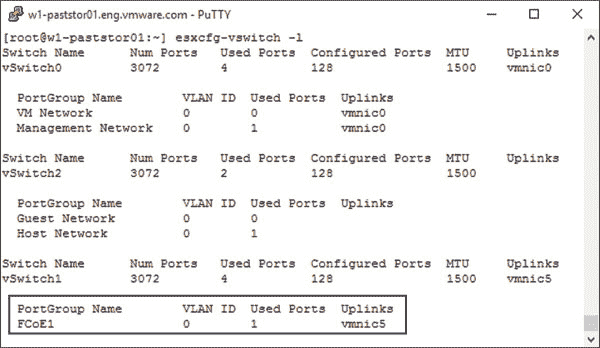 w1-paststor01.eng.vmware.com - PuTTY
[root@w1-paststor01:~] esxcfg-vswitch -l
Switch Name Num Ports Used Ports Configured Ports MTU Uplinks
vSwitch0 3072 4 128 1500 vmnic0
PortGroup Name VLAN ID Used Ports Uplinks
VM Network 0 0 vmnic0
Management Network 0 1 vmnic0
Switch Name Num Ports Used Ports Configured Ports MTU Uplinks
vSwitch2 3072 2 128 1500
PortGroup Name VLAN ID Used Ports Uplinks
Guest Network 0 0
Host Network 0 1
Switch Name Num Ports Used Ports Configured Ports MTU Uplinks
vSwitch1 3072 4 128 1500 vmnic5
PortGroup Name VLAN ID Used Ports Uplinks
FCoE1 0 1 vmnic5